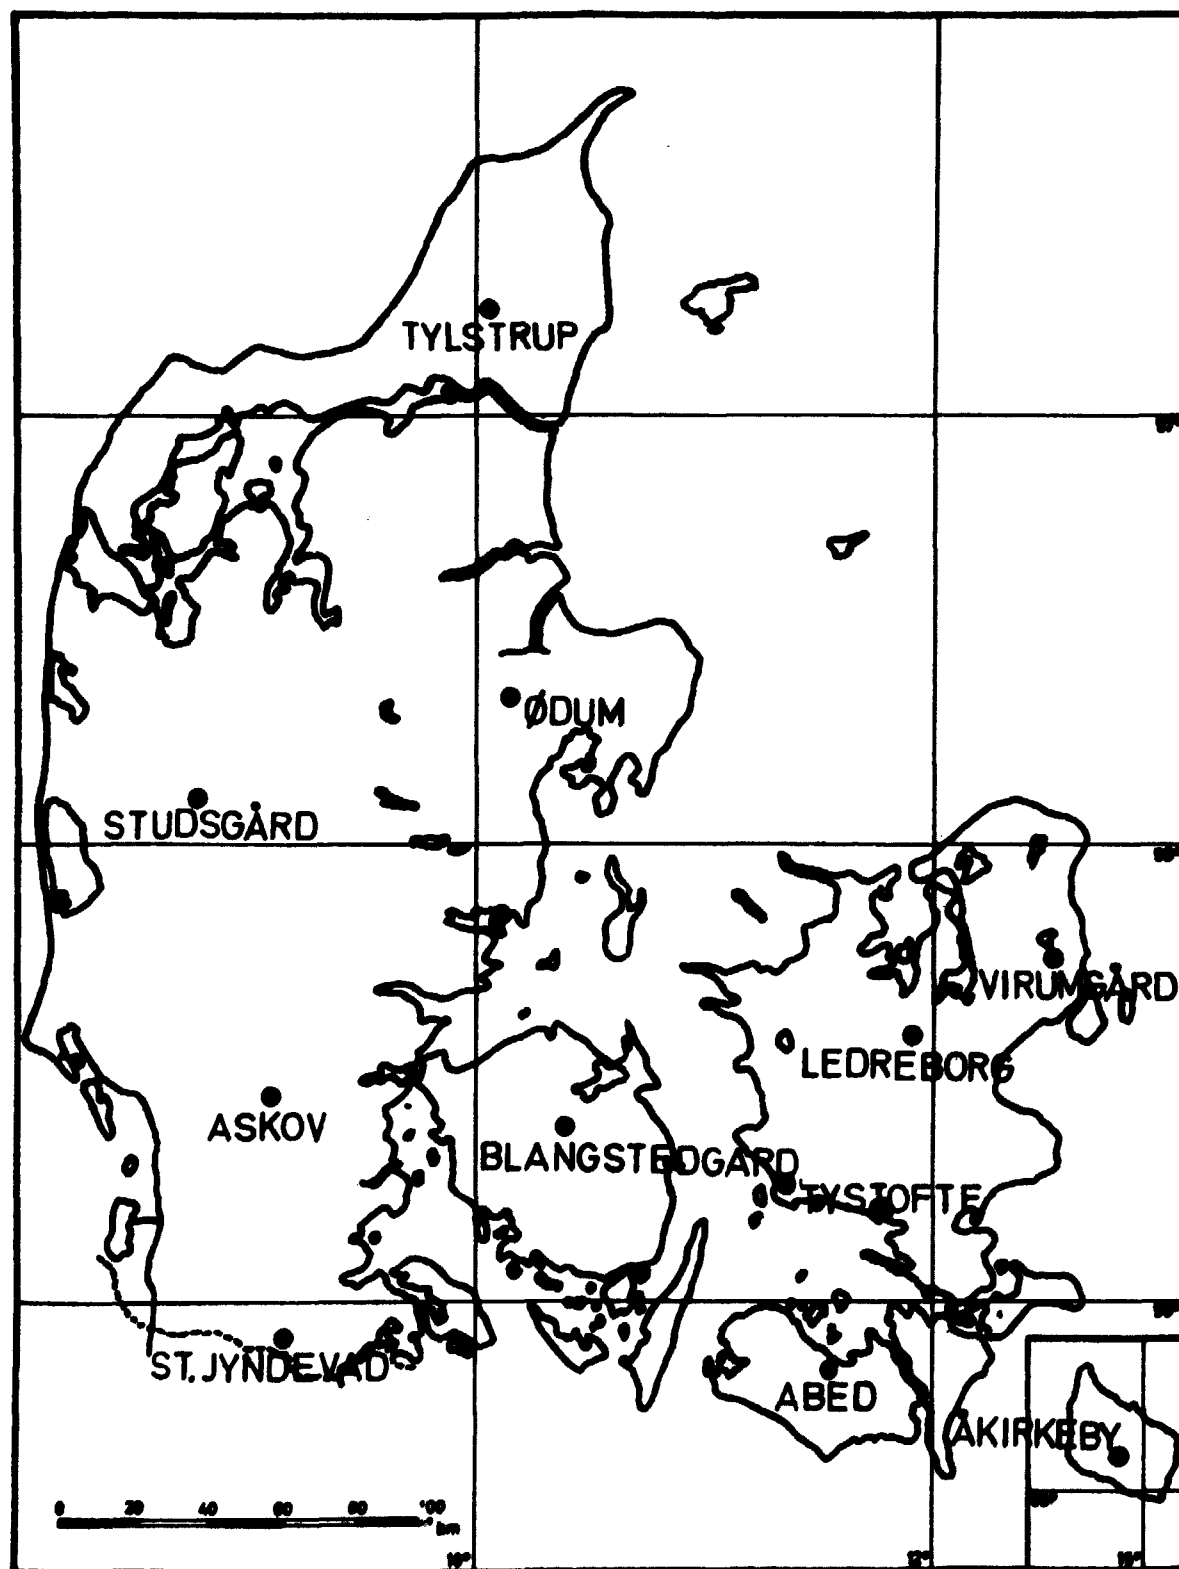 TYLSTRUP
ØDUM
STUDSGÅRD
VIRUMGÅRD
LEDREBORG
ASKOV
BLANGSTEDGÅRD
TYSTOFTE
ST. JYNDEVAD
ABED
ÅKIRKEBY
0 20 40 60 80 100
km
10° 12° 15°